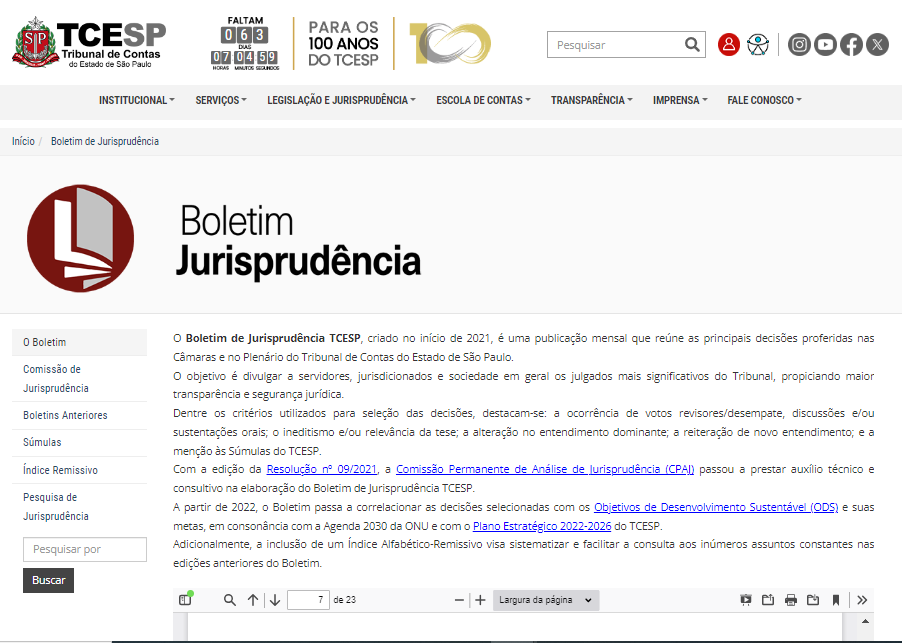 TCESP
Tribunal de Contas
do Estado de São Paulo
FALTAM
063
DIAS
07 04 59
HORAS MINUTOS SEGUNDOS
PARA OS
100 ANOS
DO TCESP
100
Pesquisar
INSTITUCIONAL SERVIÇOS LEGISLAÇÃO E JURISPRUDÊNCIA ESCOLA DE CONTAS TRANSPARÊNCIA IMPRENSA FALE CONOSCO
Início / Boletim de Jurisprudência
Boletim
Jurisprudência
O Boletim
Comissão de
Jurisprudência
Boletins Anteriores
Súmulas
Índice Remissivo
Pesquisa de
Jurisprudência
Pesquisar por
Buscar
O Boletim de Jurisprudência TCESP, criado no início de 2021, é uma publicação mensal que reúne as principais decisões proferidas nas
Câmaras e no Plenário do Tribunal de Contas do Estado de São Paulo.
O objetivo é divulgar a servidores, jurisdicionados e sociedade em geral os julgados mais significativos do Tribunal, propiciando maior
transparência e segurança jurídica.
Dentre os critérios utilizados para seleção das decisões, destacam-se: a ocorrência de votos revisores/desempate, discussões e/ou
sustentações orais; o ineditismo e/ou relevância da tese; a alteração no entendimento dominante; a reiteração de novo entendimento; e a
menção às Súmulas do TCESP.
Com a edição da Resolução nº 09/2021, a Comissão Permanente de Análise de Jurisprudência (CPAJ) passou a prestar auxílio técnico e
consultivo na elaboração do Boletim de Jurisprudência TCESP.
A partir de 2022, o Boletim passa a correlacionar as decisões selecionadas com os Objetivos de Desenvolvimento Sustentável (ODS) e suas
metas, em consonância com a Agenda 2030 da ONU e com o Plano Estratégico 2022-2026 do TCESP.
Adicionalmente, a inclusão de um Índice Alfabético-Remissivo visa sistematizar e facilitar a consulta aos inúmeros assuntos constantes nas
edições anteriores do Boletim.
7 de 23
Largura da página